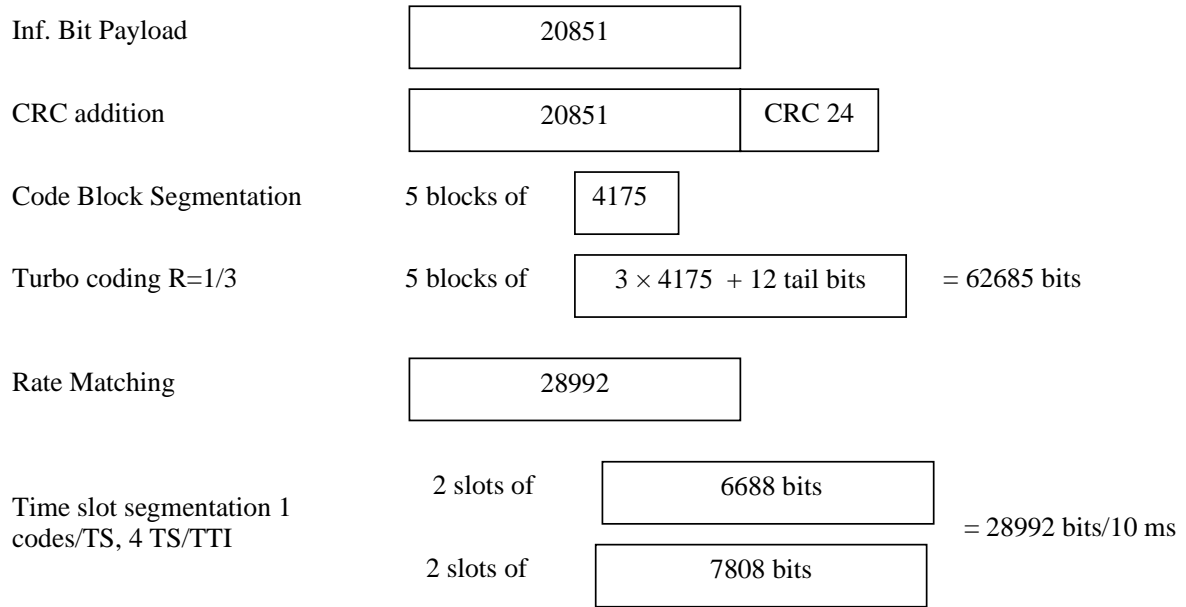 Inf. Bit Payload 20851
CRC addition 20851 CRC 24
Code Block Segmentation 5 blocks of 4175
Turbo coding R=1/3 5 blocks of 3 × 4175 + 12 tail bits = 62685 bits
Rate Matching 28992
2 slots of 6688 bits
Time slot segmentation 1
codes/TS, 4 TS/TTI
= 28992 bits/10 ms
2 slots of 7808 bits